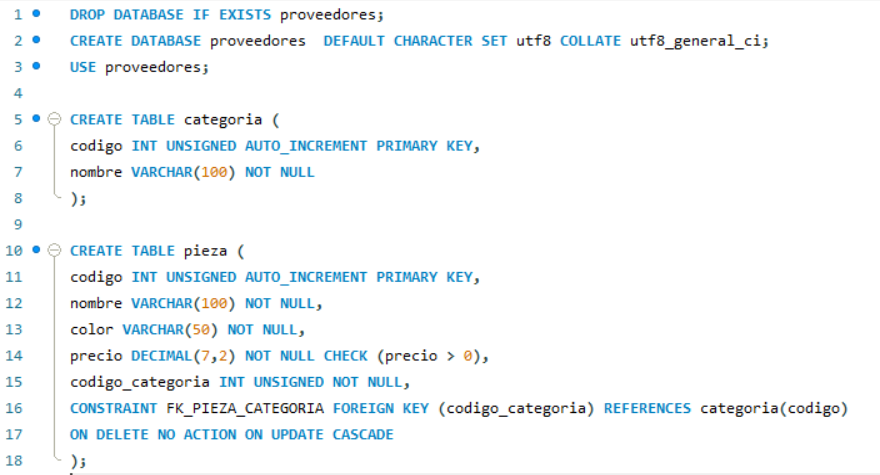 1 DROP DATABASE IF EXISTS proveedores;
2 CREATE DATABASE proveedores  DEFAULT CHARACTER SET utf8 COLLATE utf8_general_ci;
3 USE proveedores;
4
5 CREATE TABLE categoria (
6 codigo INT UNSIGNED AUTO_INCREMENT PRIMARY KEY,
7 nombre VARCHAR(100) NOT NULL
8 );
9
10 CREATE TABLE pieza (
11 codigo INT UNSIGNED AUTO_INCREMENT PRIMARY KEY,
12 nombre VARCHAR(100) NOT NULL,
13 color VARCHAR(50) NOT NULL,
14 precio DECIMAL(7,2) NOT NULL CHECK (precio > 0),
15 codigo_categoria INT UNSIGNED NOT NULL,
16 CONSTRAINT FK_PIEZA_CATEGORIA FOREIGN KEY (codigo_categoria) REFERENCES categoria(codigo)
17 ON DELETE NO ACTION ON UPDATE CASCADE
18 );